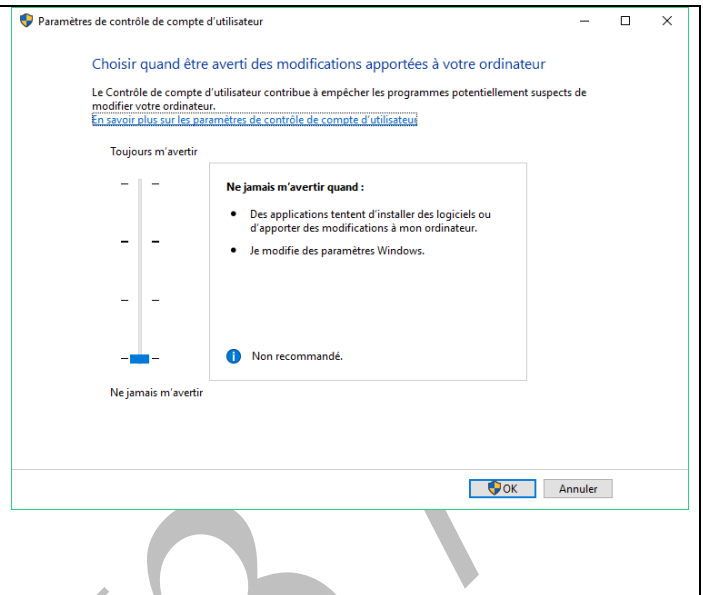 Paramètres de contrôle de compte d'utilisateur
Choisir quand être averti des modifications apportées à votre ordinateur
Le Contrôle de compte d'utilisateur contribue à empêcher les programmes potentiellement suspects de
modifier votre ordinateur.
En savoir plus sur les paramètres de contrôle de compte d'utilisateur
Toujours m'avertir
Ne jamais m'avertir quand :
• Des applications tentent d'installer des logiciels ou
d'apporter des modifications à mon ordinateur.
• Je modifie des paramètres Windows.
Non recommandé.
Ne jamais m'avertir
OK Annuler